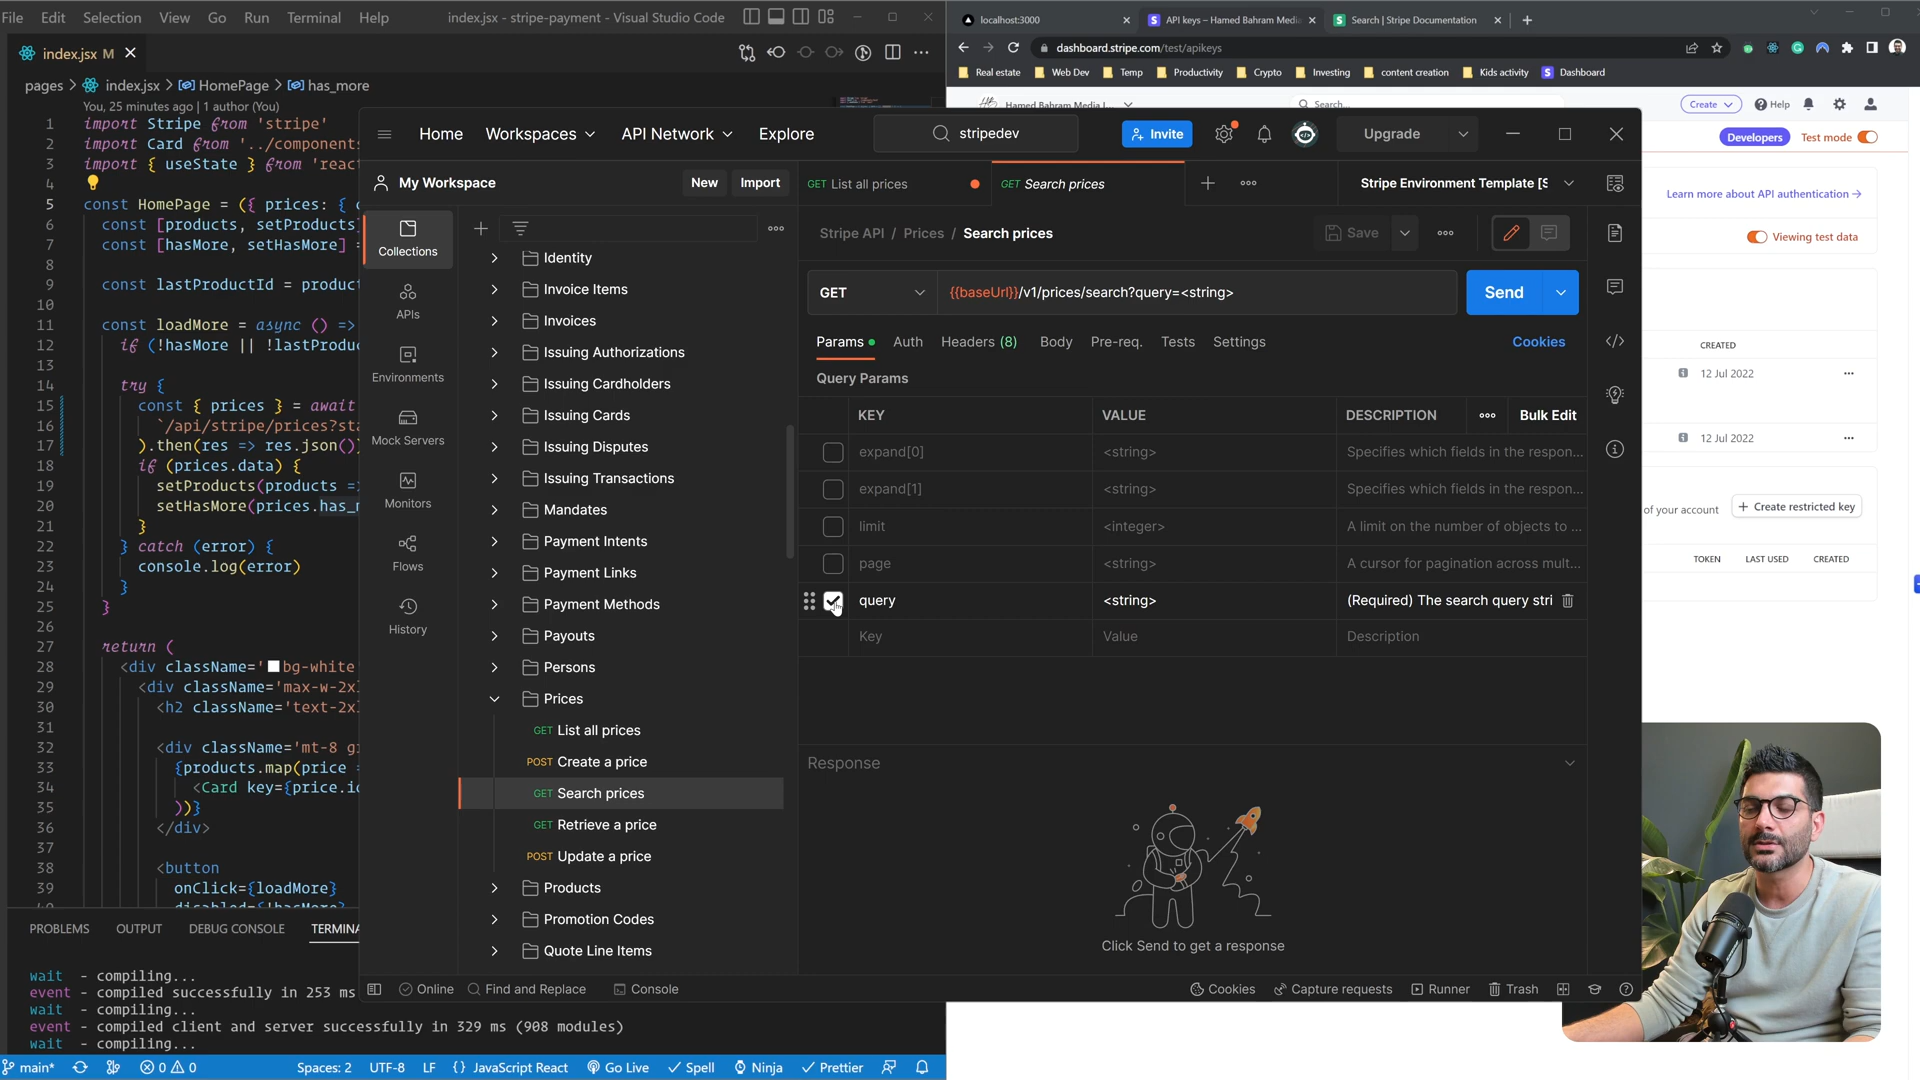 File Edit Selection View Go Run Terminal Help
index.jsx - stripe-payment - Visual Studio Code
index.jsx M
pages > index.jsx > HomePage > has_more
You, 25 minutes ago | 1 author (You)
1 import Stripe from 'stripe'
2 import Card from '../components
3 import { useState } from 'reac
4
5 const HomePage = ({ prices: {
6 const [products, setProducts]
7 const [hasMore, setHasMore] =
8
9 const lastProductId = produc
10
11 const loadMore = async () =>
12 if (!hasMore || !lastProdu
13
14 try {
15 const { prices } = await
16 `/api/stripe/prices?sta
17 ).then(res => res.json()
18 if (prices.data) {
19 setProducts(products =
20 setHasMore(prices.has_
21 }
22 } catch (error) {
23 console.log(error)
24 }
25 }
26
27 return (
28 <div className='bg-white
29 <div className='max-w-2x
30 <h2 className='text-2x
31
32 <div className='mt-8 g
33 {products.map(price =
34 <Card key={price.i
35 ))}
36 </div>
37
38 <button
39 onClick={loadMore}
PROBLEMS OUTPUT DEBUG CONSOLE TERMINA
wait - compiling...
event - compiled successfully in 253 ms
wait - compiling...
event - compiled client and server successfully in 329 ms (908 modules)
wait - compiling...
main* 0 0 Spaces: 2 UTF-8 LF {} JavaScript React Go Live Spell Ninja Prettier
Home Workspaces API Network Explore
stripedev
Invite
Upgrade
My Workspace
New Import
Collections
APIs
Environments
Mock Servers
Monitors
Flows
History
Identity
Invoice Items
Invoices
Issuing Authorizations
Issuing Cardholders
Issuing Cards
Issuing Disputes
Issuing Transactions
Mandates
Payment Intents
Payment Links
Payment Methods
Payouts
Persons
Prices
GET List all prices
POST Create a price
GET Search prices
GET Retrieve a price
POST Update a price
Products
Promotion Codes
Quote Line Items
GET List all prices
GET Search prices
Stripe Environment Template [S
Stripe API / Prices / Search prices
Save
GET
{{baseUrl}}/v1/prices/search?query=<string>
Send
Params Auth Headers (8) Body Pre-req. Tests Settings
Cookies
Query Params
KEY VALUE DESCRIPTION Bulk Edit
expand[0] <string> Specifies which fields in the respon...
expand[1] <string> Specifies which fields in the respon...
limit <integer> A limit on the number of objects to ...
page <string> A cursor for pagination across mult...
query <string> (Required) The search query stri
Key Value Description
Response
Click Send to get a response
Online Find and Replace Console
Cookies Capture requests Runner Trash
localhost:3000
API keys – Hamed Bahram Media
Search | Stripe Documentation
dashboard.stripe.com/test/apikeys
Real estate Web Dev Temp Productivity Crypto Investing content creation Kids activity Dashboard
Hamed Bahram Media
Search...
Create Help
Developers Test mode
Learn more about API authentication →
Viewing test data
CREATED
12 Jul 2022
12 Jul 2022
of your account
+ Create restricted key
TOKEN LAST USED CREATED